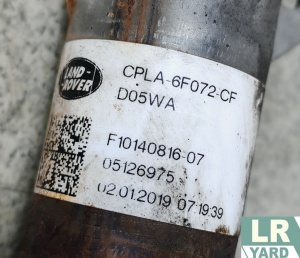 LAND-
ROVER
CPLA-6F072-CF
D05WA
F10140816-07
05126975
02.01.2019 07:19:39
LR
YARD